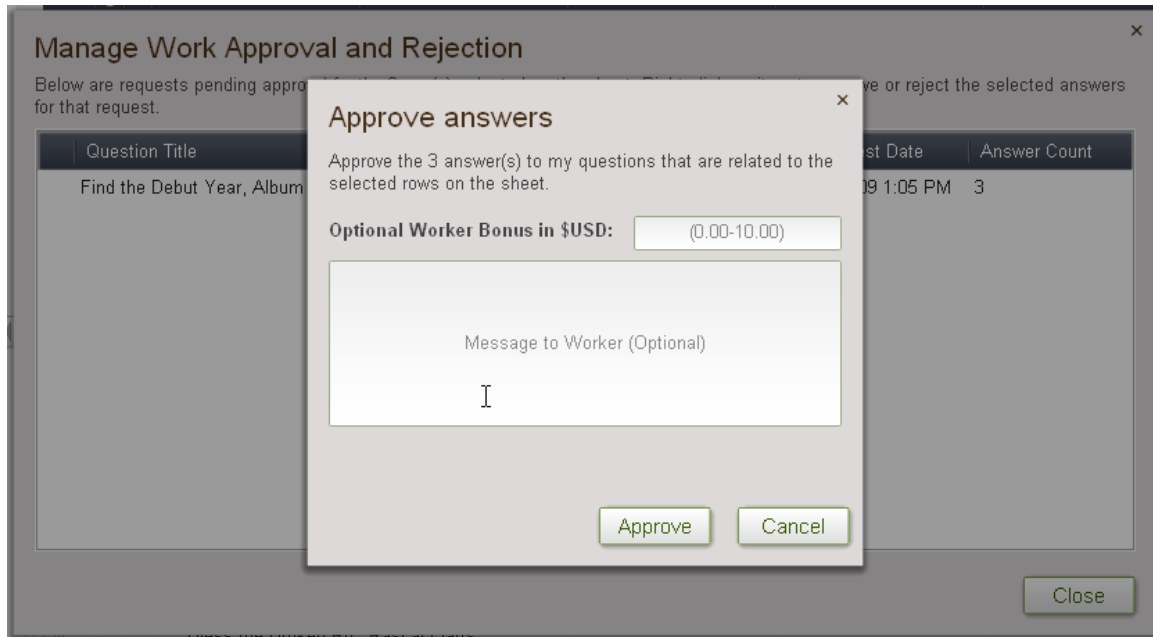 ×
Manage Work Approval and Rejection
Below are requests pending appro ve or reject the selected answers
for that request.
Question Title st Date Answer Count
Find the Debut Year, Album 09 1:05 PM 3
×
Approve answers
Approve the 3 answer(s) to my questions that are related to the
selected rows on the sheet.
Optional Worker Bonus in $USD: (0.00-10.00)
Message to Worker (Optional)
Approve Cancel
Close